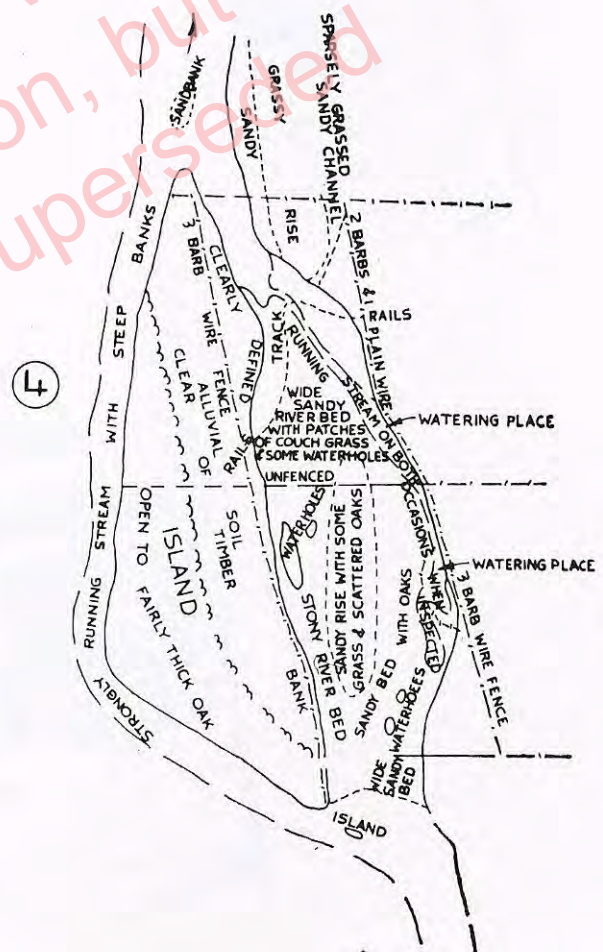 on, but
uperseded
SANDBANK
GRASSY
SANDY
RISE
SPARSELY GRASSED
SANDY CHANNEL
2 BARBS & 1 PLAIN WIRE
RAILS
STRONGLY RUNNING STREAM WITH STEEP BANKS
3 BARB WIRE FENCE
CLEARLY DEFINED BANK
TRACK
RUNNING STREAM ON BOTH OCCASIONS WHEN INSPECTED
WATERING PLACE
WIDE
SANDY
RIVER BED
WITH PATCHES
OF COUCH GRASS
& SOME WATERHOLES
ALLUVIAL SOIL
CLEAR OF TIMBER
RAILS
UNFENCED
4
WATERHOLES
WATERING PLACE
ISLAND
OPEN TO FAIRLY THICK OAK
STONY RIVER BED
SANDY RISE WITH SOME
GRASS & SCATTERED OAKS
SANDY BED WITH OAKS
3 BARB WIRE FENCE
WATERHOLES
WIDE
SANDY
BED
ISLAND